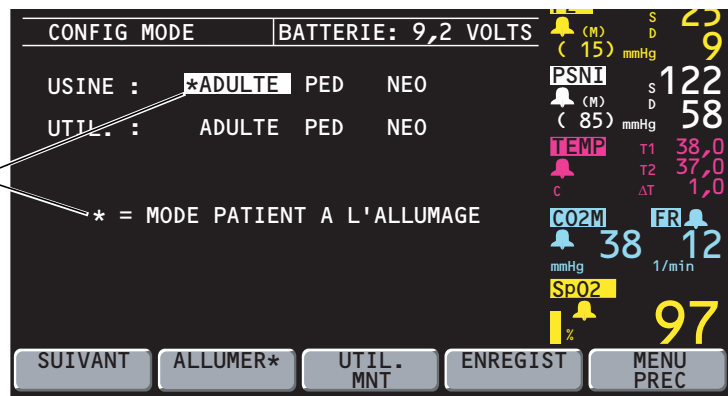 CONFIG MODE BATTERIE: 9,2 VOLTS
USINE : *ADULTE PED NEO
UTIL. : ADULTE PED NEO
* = MODE PATIENT A L'ALLUMAGE
SUIVANT ALLUMER* UTIL. MNT ENREGIST MENU PREC
P2 S 25
(M) D
( 15) mmHg 9
PSNI S 122
(M) D
( 85) mmHg 58
TEMP T1 38,0
T2 37,0
C ΔT 1,0
CO2M FR
38 12
mmHg 1/min
SpO2
% 97